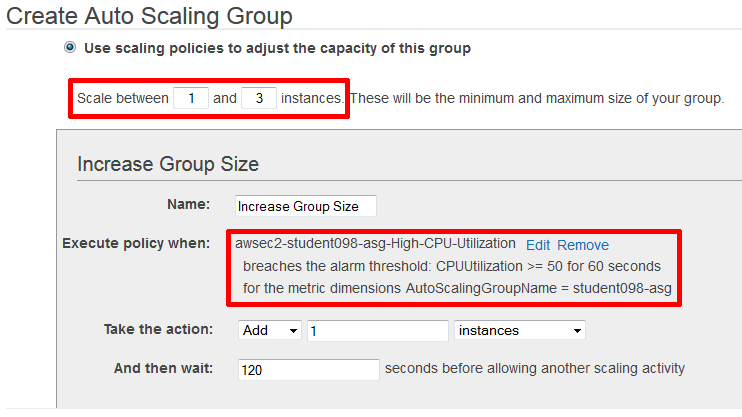 Create Auto Scaling Group
Use scaling policies to adjust the capacity of this group
Scale between 1 and 3 instances. These will be the minimum and maximum size of your group.
Increase Group Size
Name: Increase Group Size
Execute policy when: awsec2-student098-asg-High-CPU-Utilization Edit Remove
breaches the alarm threshold: CPUUtilization >= 50 for 60 seconds
for the metric dimensions AutoScalingGroupName = student098-asg
Take the action: Add 1 instances
And then wait: 120 seconds before allowing another scaling activity